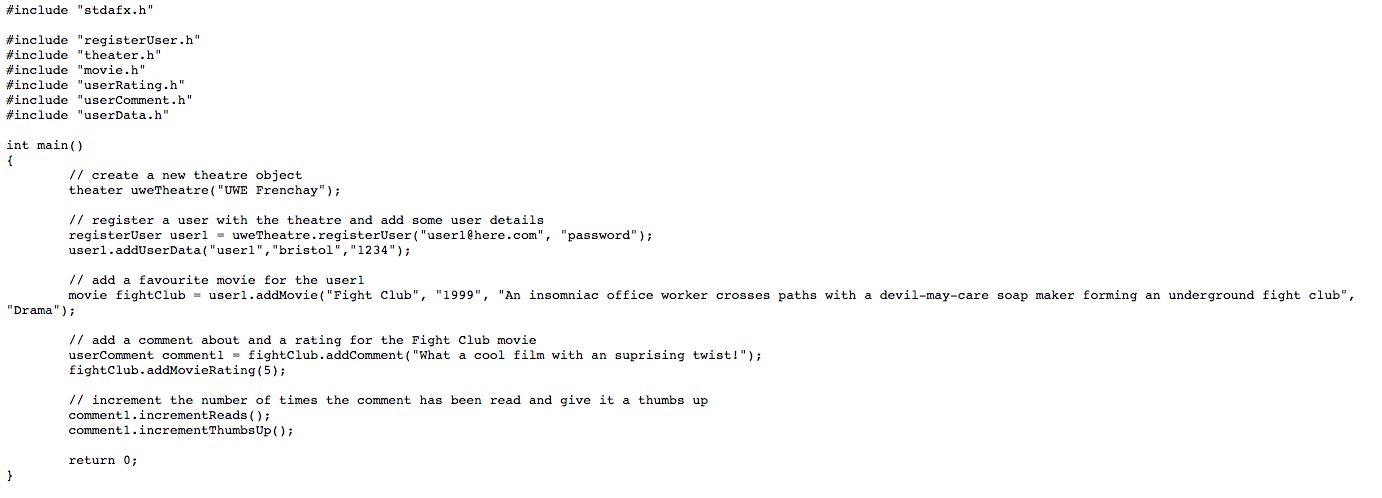 #include "stdafx.h"
#include "registerUser.h"
#include "theater.h"
#include "movie.h"
#include "userRating.h"
#include "userComment.h"
#include "userData.h"
int main()
{
// create a new theatre object
theater uweTheatre("UWE Frenchay");
// register a user with the theatre and add some user details
registerUser user1 = uweTheatre.registerUser("user1@here.com", "password");
user1.addUserData("user1","bristol","1234");
// add a favourite movie for the user1
movie fightClub = user1.addMovie("Fight Club", "1999", "An insomniac office worker crosses paths with a devil-may-care soap maker forming an underground fight club",
"Drama");
// add a comment about and a rating for the Fight Club movie
userComment comment1 = fightClub.addComment("What a cool film with an suprising twist!");
fightClub.addMovieRating(5);
// increment the number of times the comment has been read and give it a thumbs up
comment1.incrementReads();
comment1.incrementThumbsUp();
return 0;
}